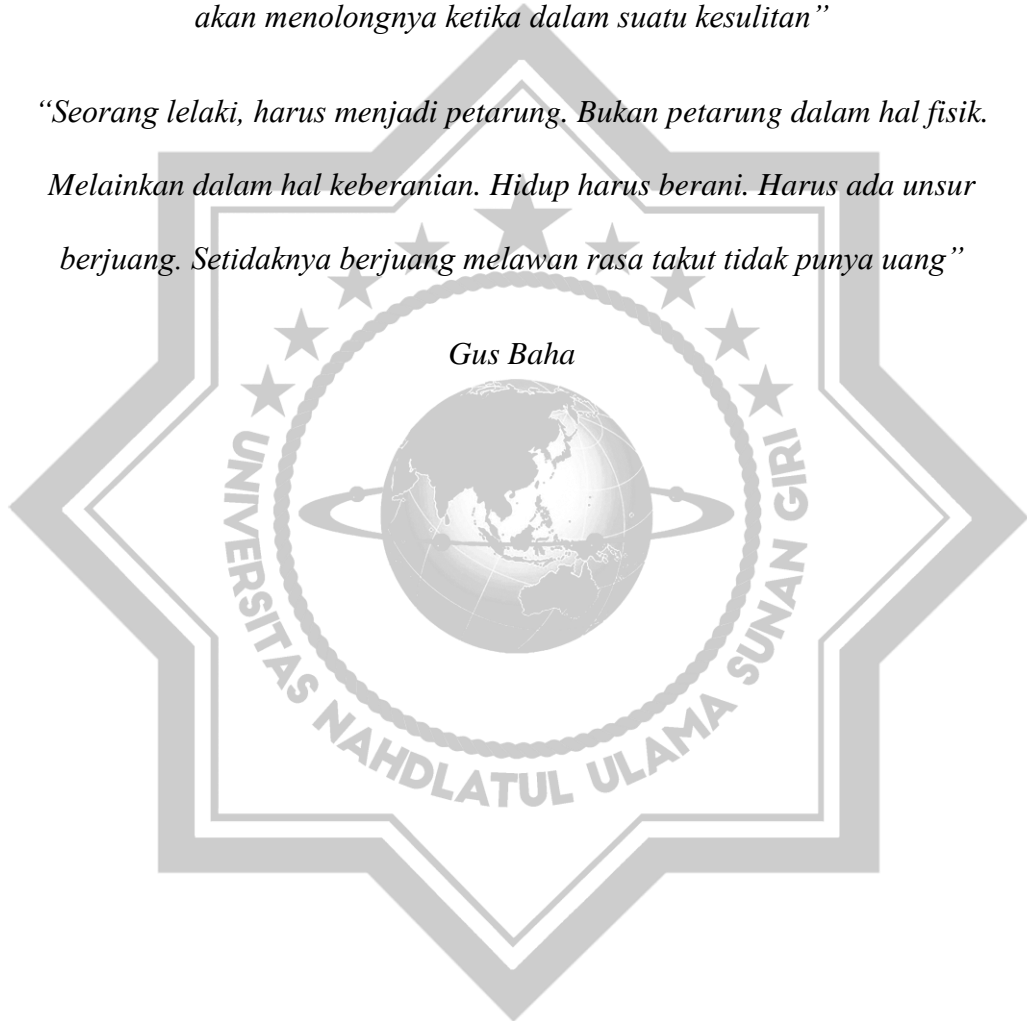 akan menolongnya ketika dalam suatu kesulitan”
“Seorang lelaki, harus menjadi petarung. Bukan petarung dalam hal fisik.
Melainkan dalam hal keberanian. Hidup harus berani. Harus ada unsur
berjuang. Setidaknya berjuang melawan rasa takut tidak punya uang”
Gus Baha
UNIVERSITAS NAHDLATUL ULAMA SUNAN GIRI